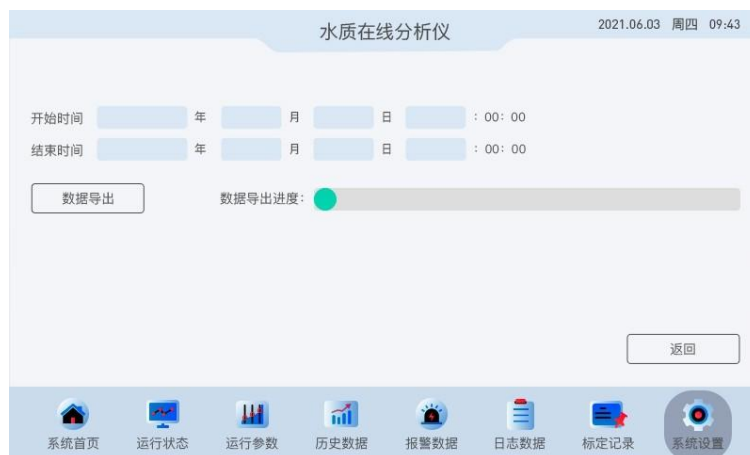 水质在线分析仪 2021.06.03 周四 09:43
开始时间 年 月 日 : 00: 00
结束时间 年 月 日 : 00: 00
数据导出 数据导出进度:
返回
系统首页 运行状态 运行参数 历史数据 报警数据 日志数据 标定记录 系统设置